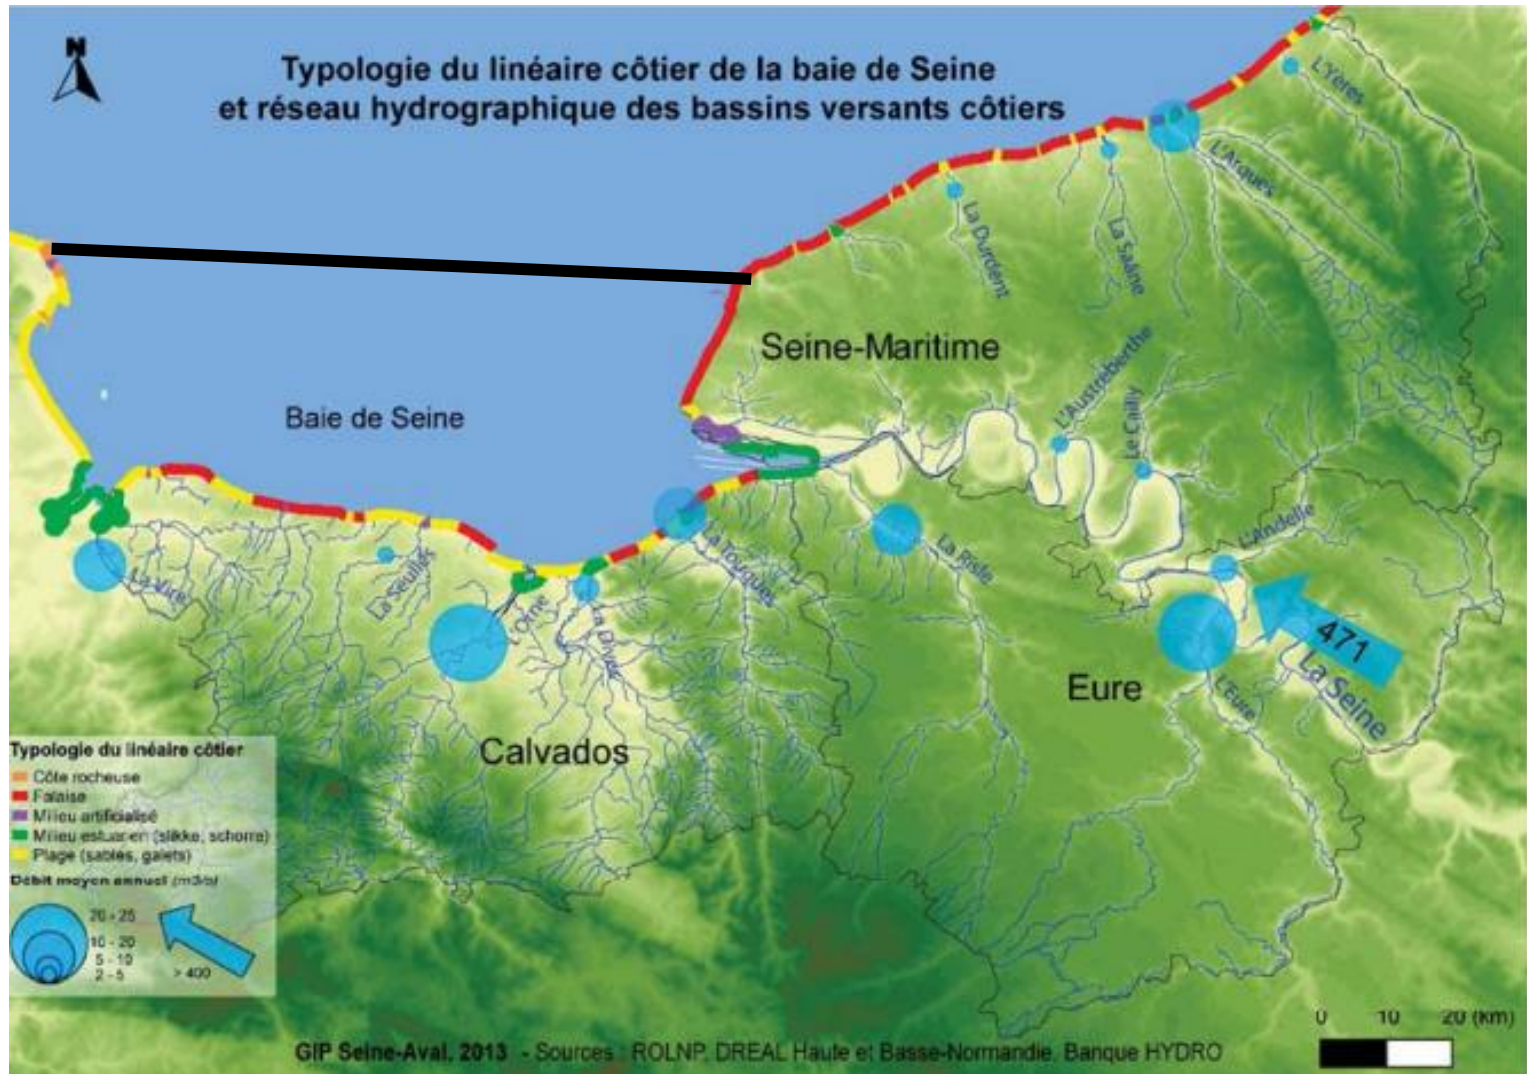 N
Typologie du linéaire côtier de la baie de Seine
et réseau hydrographique des bassins versants côtiers
L'Yères
L'Arques
La Durdent
La Saâne
Seine-Maritime
L'Austreberthe
Le Cailly
Baie de Seine
L'Andelle
La Risle
La Touques
La Vire
La Seulles
L'Orne
La Dives
471
La Seine
Eure
L'Eure
Calvados
Typologie du linéaire côtier
Côte rocheuse
Falaise
Milieu artificialisé
Milieu estuarien (slikke, schorre)
Plage (sables, galets)
Débit moyen annuel (m3/s)
20 - 25
10 - 20
5 - 10
2 - 5
> 400
0 10 20 (km)
GIP Seine-Aval, 2013 - Sources : ROLNP, DREAL Haute et Basse-Normandie, Banque HYDRO